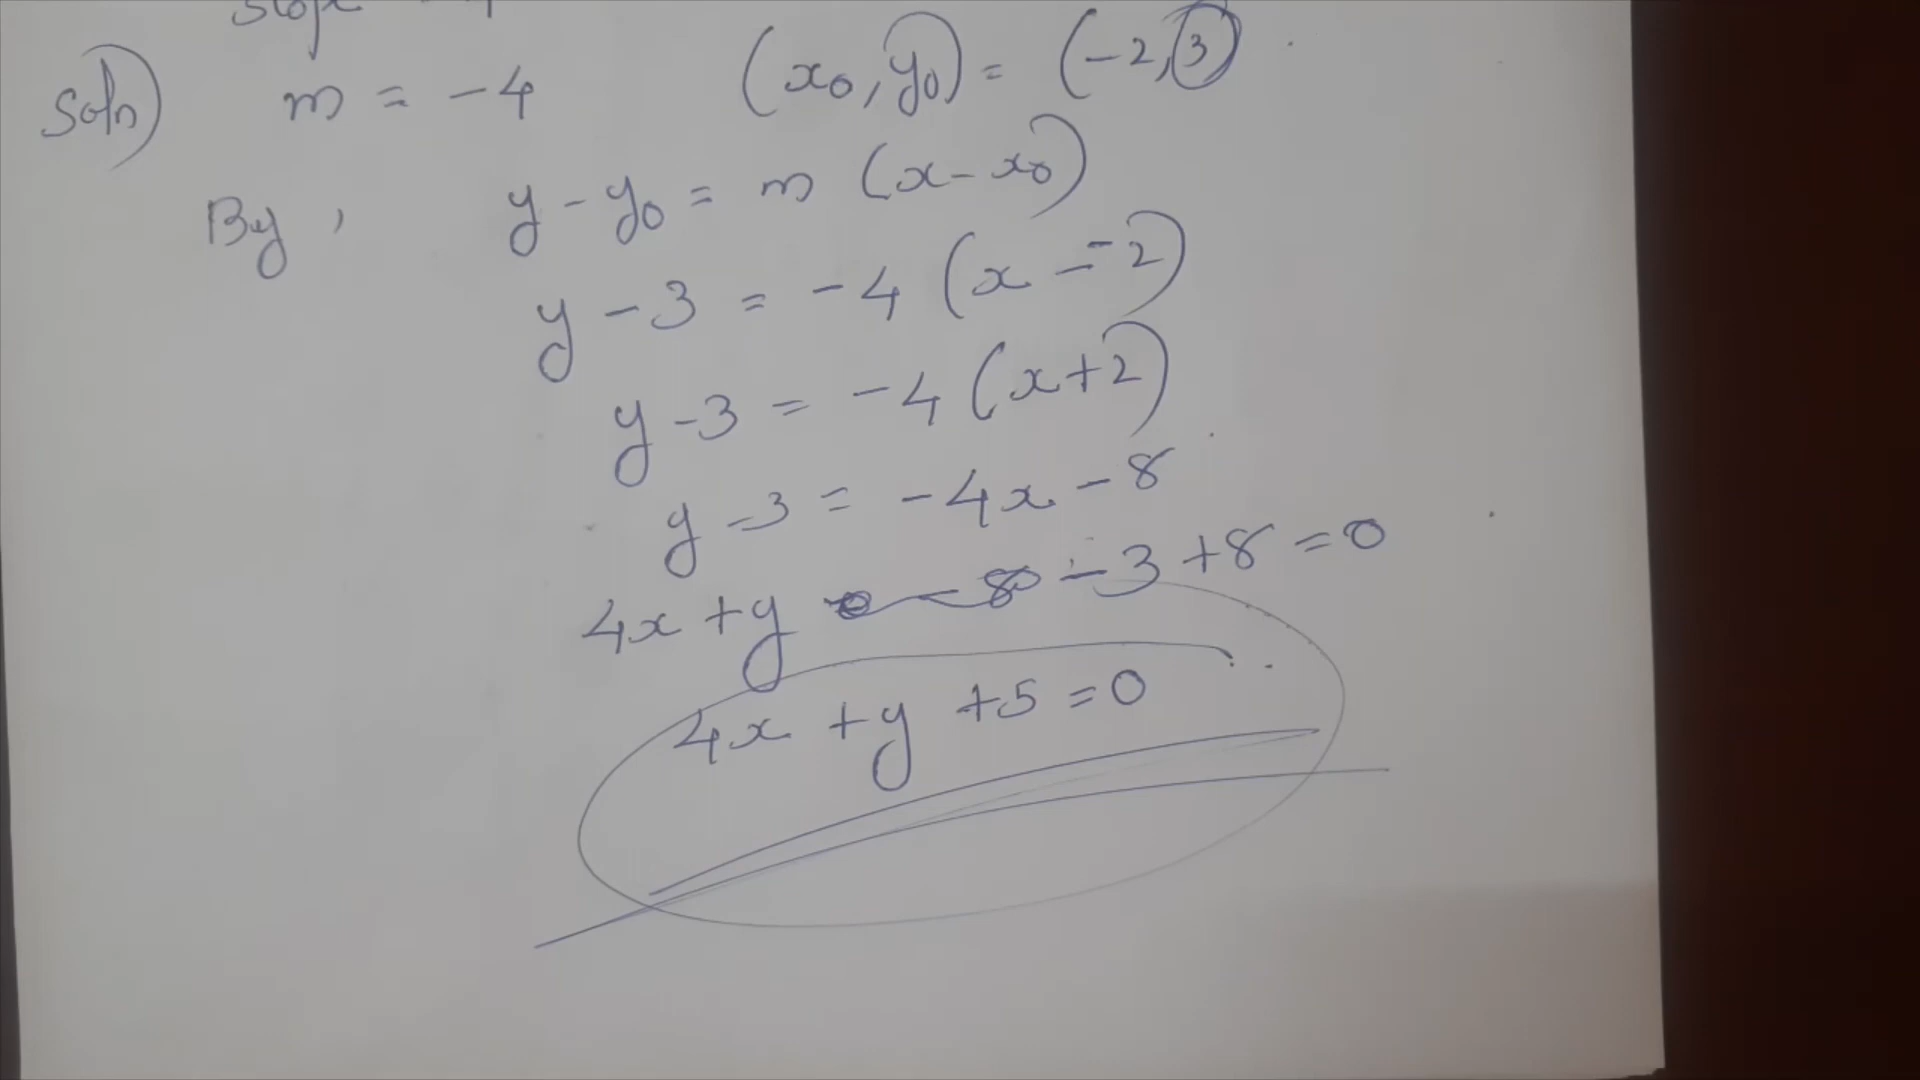 Soln) m = -4 (x₀, y₀) = (-2, 3)
By, y - y₀ = m (x - x₀)
y - 3 = -4 (x - -2)
y - 3 = -4 (x+2)
y - 3 = -4x - 8
4x + y - 3 + 8 = 0
4x + y + 5 = 0